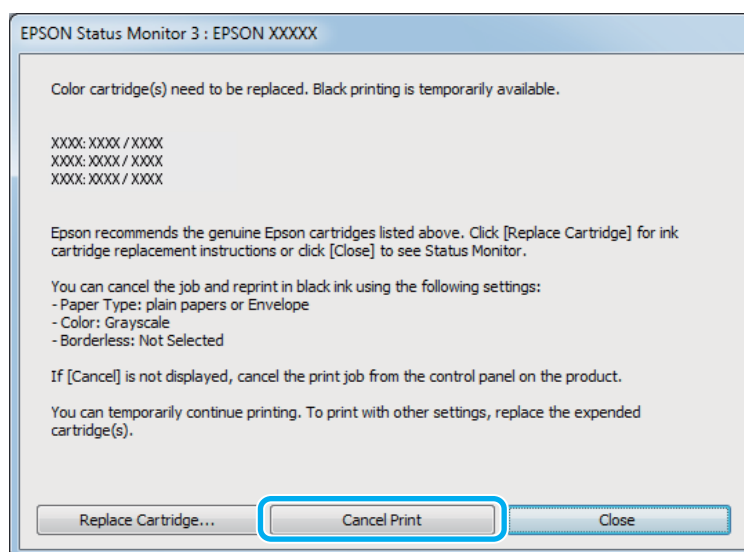 EPSON Status Monitor 3 : EPSON XXXXX
Color cartridge(s) need to be replaced. Black printing is temporarily available.
XXXX: XXXX / XXXX
XXXX: XXXX / XXXX
XXXX: XXXX / XXXX
Epson recommends the genuine Epson cartridges listed above. Click [Replace Cartridge] for ink
cartridge replacement instructions or click [Close] to see Status Monitor.
You can cancel the job and reprint in black ink using the following settings:
- Paper Type: plain papers or Envelope
- Color: Grayscale
- Borderless: Not Selected
If [Cancel] is not displayed, cancel the print job from the control panel on the product.
You can temporarily continue printing. To print with other settings, replace the expended
cartridge(s).
Replace Cartridge... Cancel Print Close